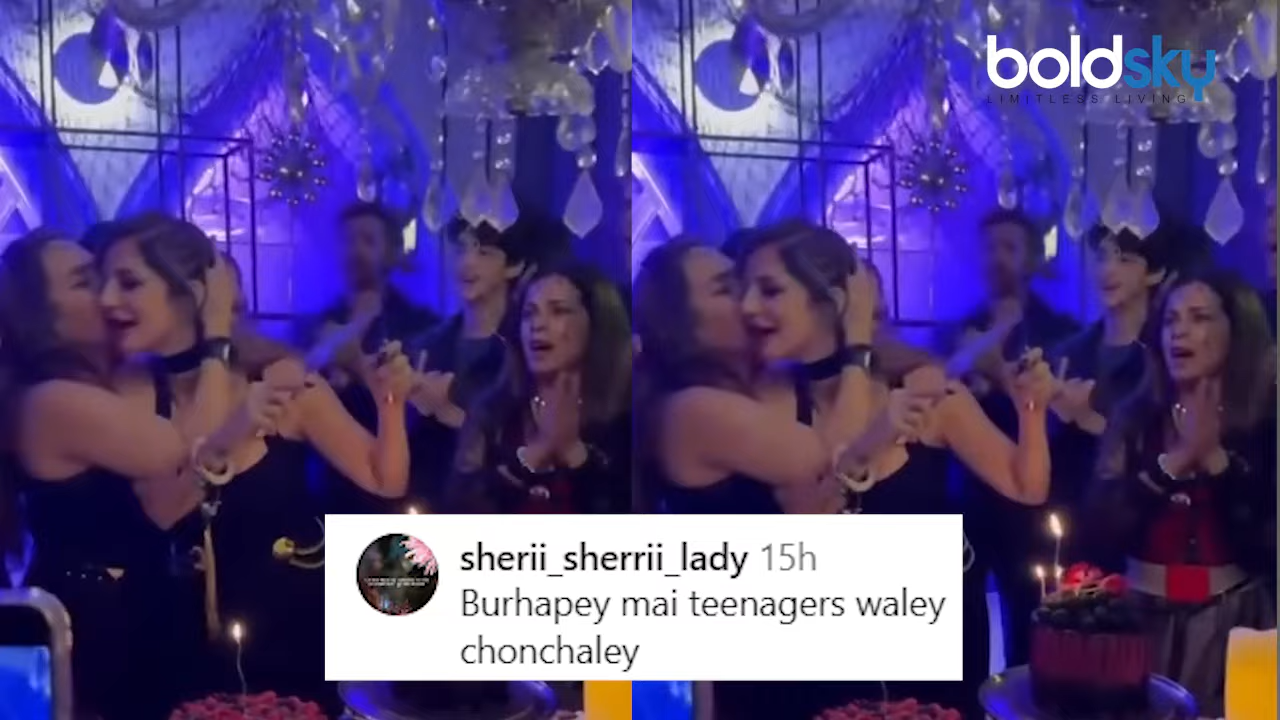 boldsky
LIMITLESS LIVING
sherii_sherrii_lady 15h
Burhapey mai teenagers waley
chonchaley